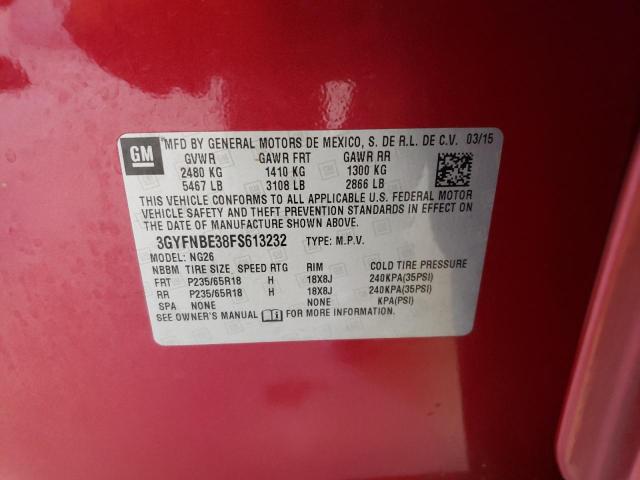 GM
MFD BY GENERAL MOTORS DE MEXICO, S. DE R.L. DE C.V. 03/15
GVWR GAWR FRT GAWR RR
2480 KG 1410 KG 1300 KG
5467 LB 3108 LB 2866 LB
THIS VEHICLE CONFORMS TO ALL APPLICABLE U.S. FEDERAL MOTOR
VEHICLE SAFETY AND THEFT PREVENTION STANDARDS IN EFFECT ON
THE DATE OF MANUFACTURE SHOWN ABOVE.
3GYFNBE38FS613232 TYPE: M.P.V.
MODEL: NG26
NBBM TIRE SIZE SPEED RTG RIM COLD TIRE PRESSURE
FRT P235/65R18 H 18X8J 240KPA(35PSI)
RR P235/65R18 H 18X8J 240KPA(35PSI)
SPA NONE NONE KPA(PSI)
SEE OWNER'S MANUAL FOR MORE INFORMATION.